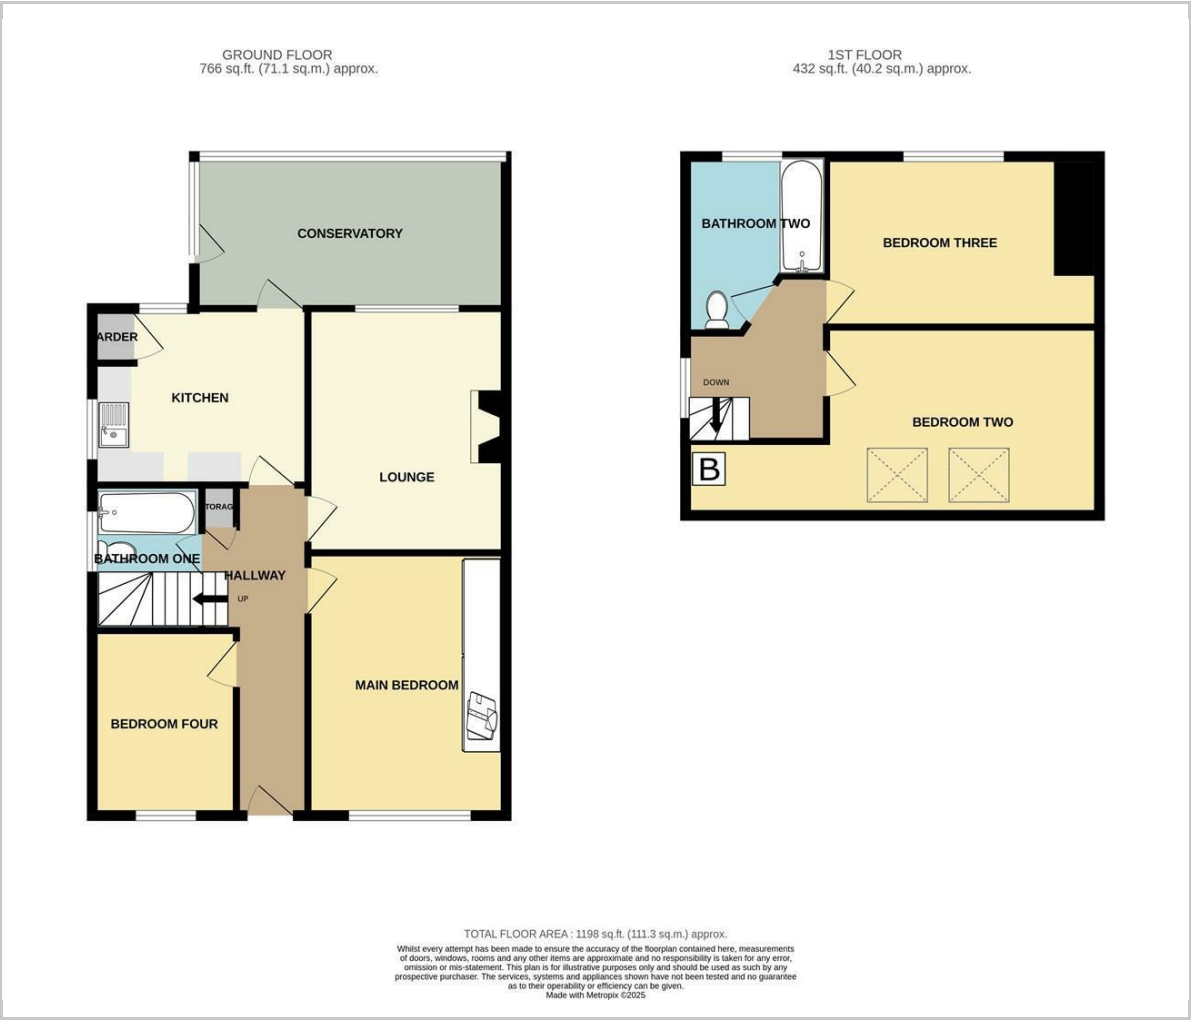 GROUND FLOOR
766 sq.ft. (71.1 sq.m.) approx.
1ST FLOOR
432 sq.ft. (40.2 sq.m.) approx.
CONSERVATORY
ARDER
KITCHEN
LOUNGE
TORAG
BATHROOM ONE
HALLWAY
UP
MAIN BEDROOM
BEDROOM FOUR
BATHROOM TWO
BEDROOM THREE
DOWN
BEDROOM TWO
B
TOTAL FLOOR AREA : 1198 sq.ft. (111.3 sq.m.) approx.
Whilst every attempt has been made to ensure the accuracy of the floorplan contained here, measurements
of doors, windows, rooms and any other items are approximate and no responsibility is taken for any error,
omission or mis-statement. This plan is for illustrative purposes only and should be used as such by any
prospective purchaser. The services, systems and appliances shown have not been tested and no guarantee
as to their operability or efficiency can be given.
Made with Metropix ©2025